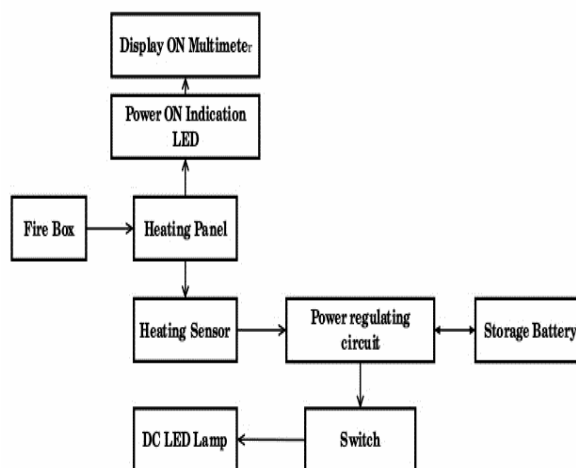 Display ON Multimeter
Power ON Indication
LED
Fire Box
Heating Panel
Heating Sensor
Power regulating
circuit
Storage Battery
DC LED Lamp
Switch